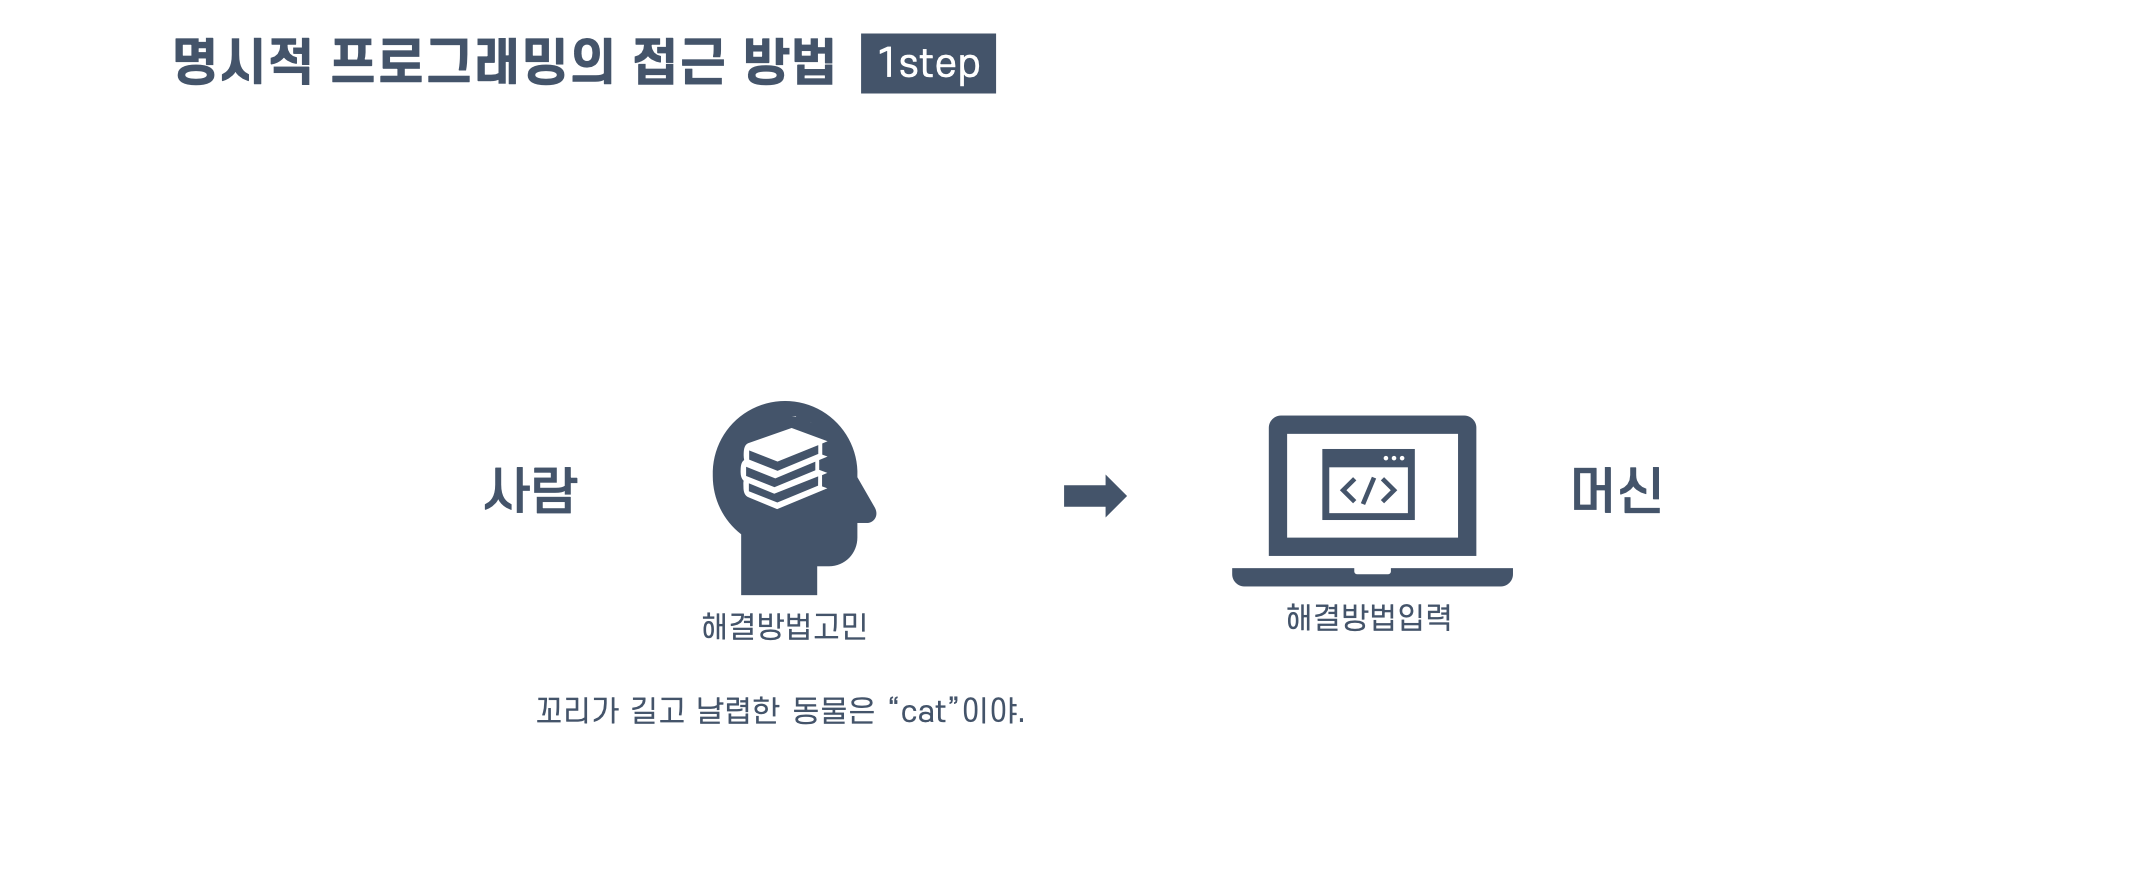 명시적 프로그래밍의 접근 방법 1step
사람
머신
해결방법고민
해결방법입력
꼬리가 길고 날렵한 동물은 “cat”이야.